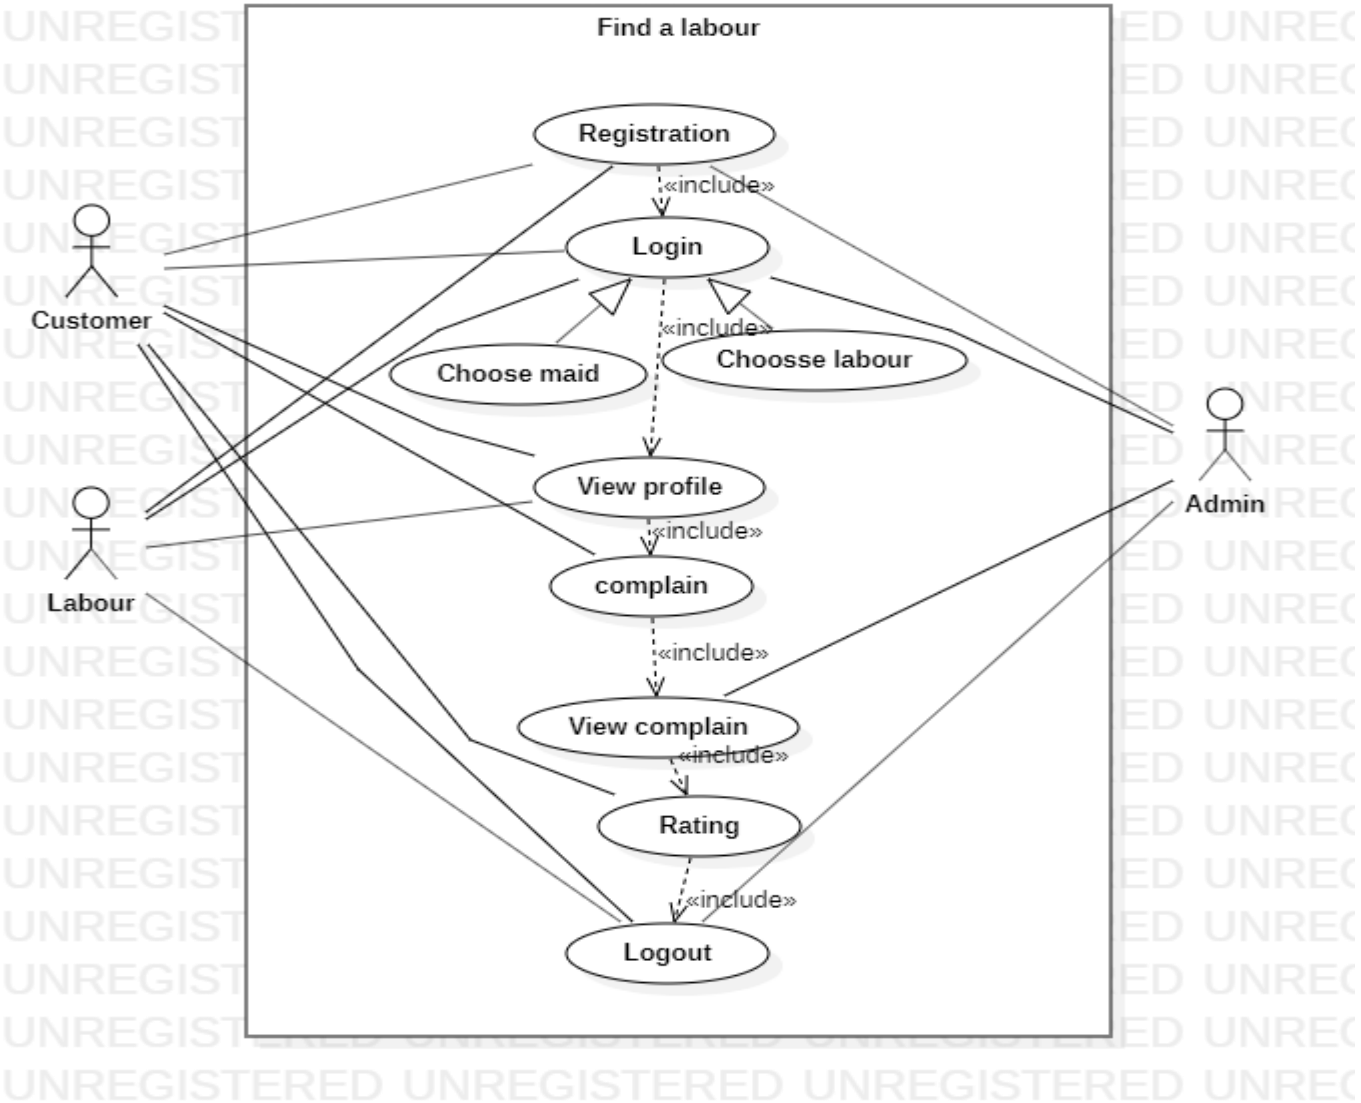 Find a labour
Registration
«include»
Login
Customer
«include»
Choose maid
Choosse labour
View profile
Admin
«include»
complain
Labour
«include»
View complain
«include»
Rating
«include»
Logout
UNREGISTERED UNREGISTERED UNREGISTERED UNREG